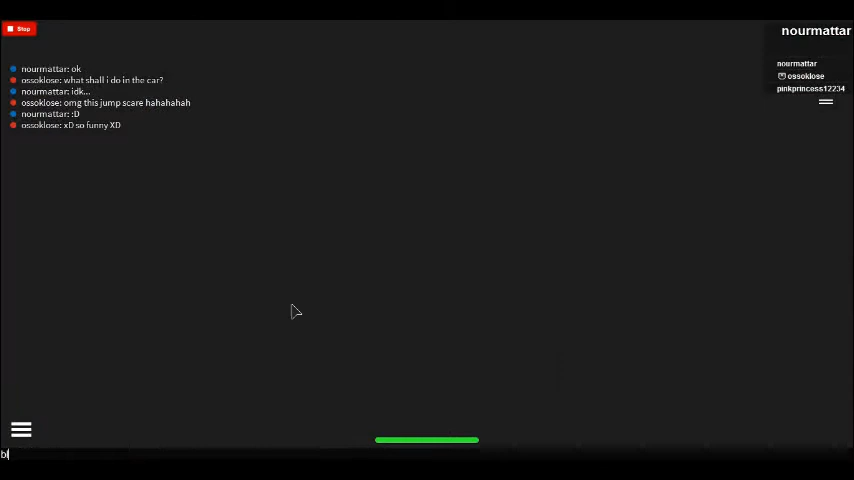 Stop
nourmattar
nourmattar: ok
ossoklose: what shall i do in the car?
nourmattar: idk...
ossoklose: omg this jump scare hahahahah
nourmattar: :D
ossoklose: xD so funny XD
nourmattar
ossoklose
pinkprincess12234